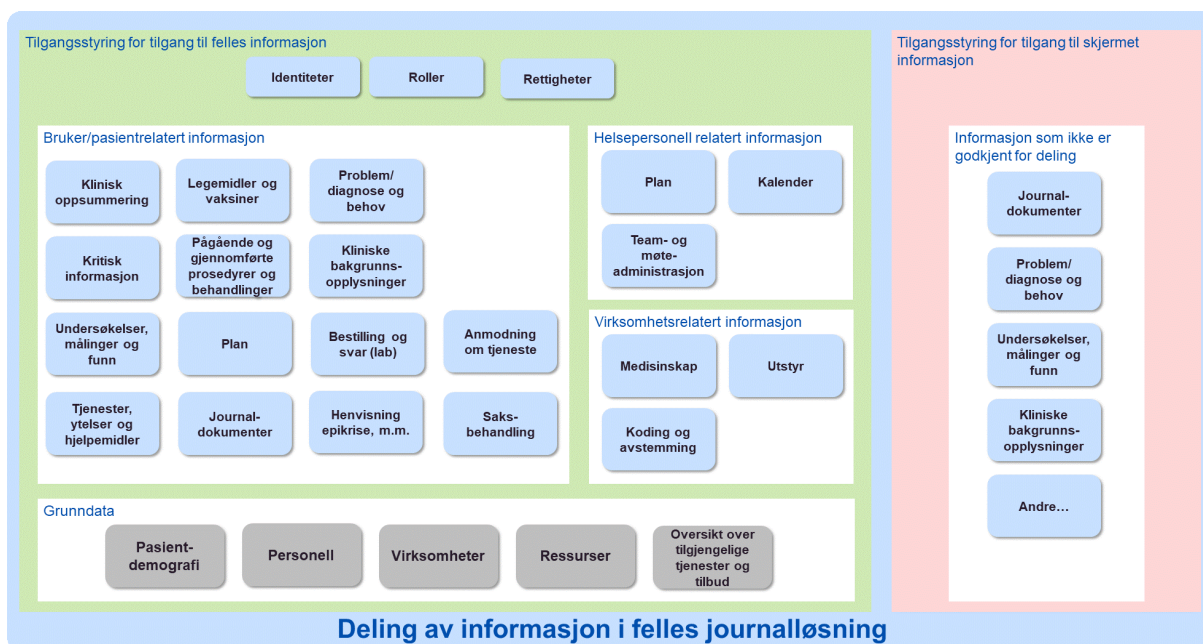 Tilgangsstyring for tilgang til felles informasjon
Identiteter
Roller
Rettigheter
Bruker/pasientrelatert informasjon
Klinisk
oppsummering
Legemidler og
vaksiner
Problem/
diagnose og
behov
Kritisk
informasjon
Pågående og
gjennomførte
prosedyrer og
behandlinger
Kliniske
bakgrunns-
opplysninger
Undersøkelser,
målinger og
funn
Plan
Bestilling og
svar (lab)
Anmodning
om tjeneste
Tjenester,
ytelser og
hjelpemidler
Journal-
dokumenter
Henvisning
epikrise, m.m.
Saks-
behandling
Helsepersonell relatert informasjon
Plan
Kalender
Team- og
møte-
administrasjon
Virksomhetsrelatert informasjon
Medisinskap
Utstyr
Koding og
avstemming
Grunndata
Pasient-
demografi
Personell
Virksomheter
Ressurser
Oversikt over
tilgjengelige
tjenester og
tilbud
Tilgangsstyring for tilgang til skjermet
informasjon
Informasjon som ikke er
godkjent for deling
Journal-
dokumenter
Problem/
diagnose og
behov
Undersøkelser,
målinger og
funn
Kliniske
bakgrunns-
opplysninger
Andre…
Deling av informasjon i felles journalløsning